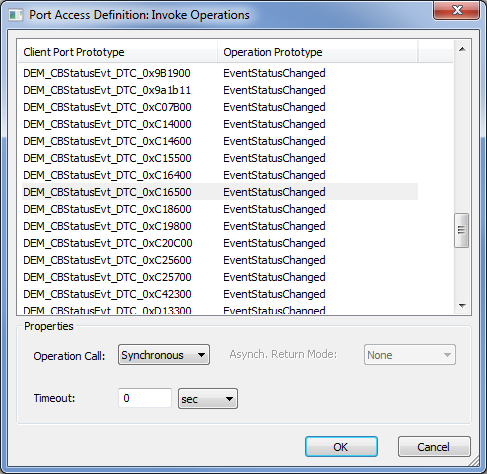 Port Access Definition: Invoke Operations
Client Port Prototype Operation Prototype
DEM_CBStatusEvt_DTC_0x9B1900 EventStatusChanged
DEM_CBStatusEvt_DTC_0x9a1b11 EventStatusChanged
DEM_CBStatusEvt_DTC_0xC07B00 EventStatusChanged
DEM_CBStatusEvt_DTC_0xC14000 EventStatusChanged
DEM_CBStatusEvt_DTC_0xC14600 EventStatusChanged
DEM_CBStatusEvt_DTC_0xC15500 EventStatusChanged
DEM_CBStatusEvt_DTC_0xC16400 EventStatusChanged
DEM_CBStatusEvt_DTC_0xC16500 EventStatusChanged
DEM_CBStatusEvt_DTC_0xC18600 EventStatusChanged
DEM_CBStatusEvt_DTC_0xC19800 EventStatusChanged
DEM_CBStatusEvt_DTC_0xC20C00 EventStatusChanged
DEM_CBStatusEvt_DTC_0xC25600 EventStatusChanged
DEM_CBStatusEvt_DTC_0xC25700 EventStatusChanged
DEM_CBStatusEvt_DTC_0xC42300 EventStatusChanged
DEM_CBStatusEvt_DTC_0xD13300 EventStatusChanged
Properties
Operation Call: Synchronous Asynch. Return Mode: None
Timeout: 0 sec
OK Cancel